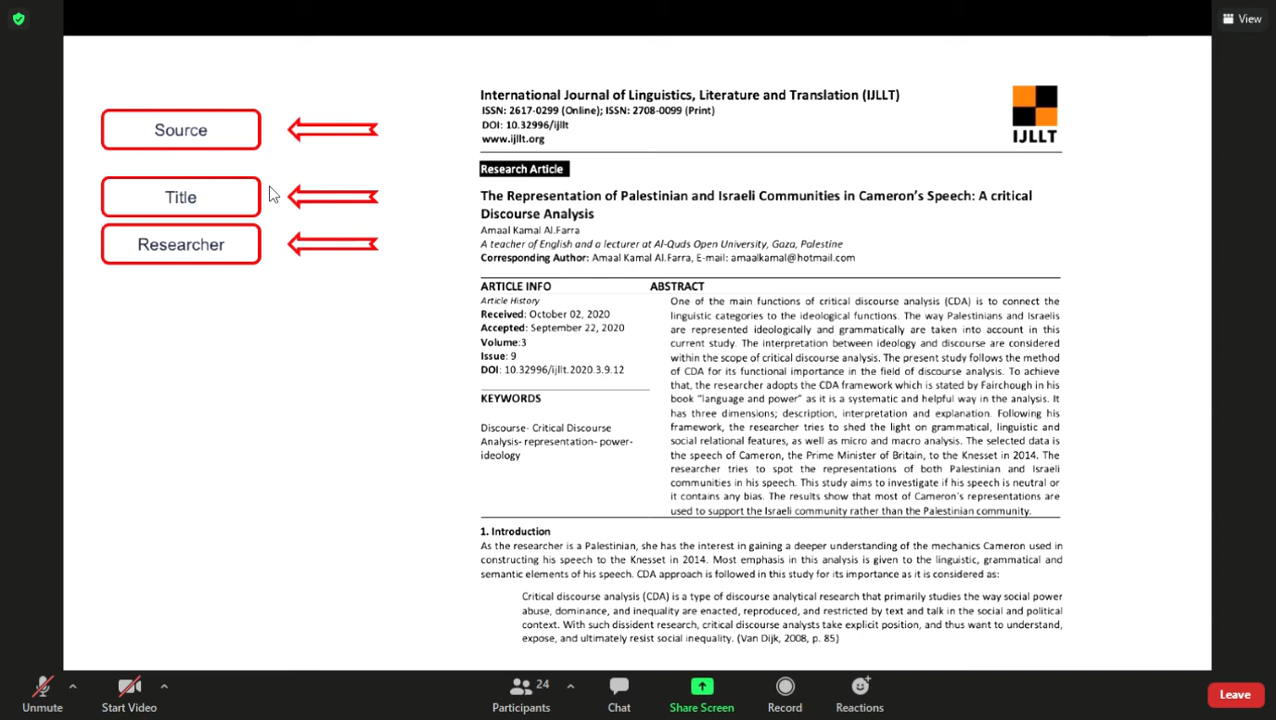 View
Source
Title
Researcher
International Journal of Linguistics, Literature and Translation (IJLLT)
ISSN: 2617-0299 (Online); ISSN: 2708-0099 (Print)
DOI: 10.32996/ijllt
www.ijllt.org
IJLLT
Research Article
The Representation of Palestinian and Israeli Communities in Cameron's Speech: A critical
Discourse Analysis
Amaal Kamal Al.Farra
A teacher of English and a lecturer at Al-Quds Open University, Gaza, Palestine
Corresponding Author: Amaal Kamal Al.Farra, E-mail: amaalkamal@hotmail.com
ARTICLE INFO
Article History
Received: October 02, 2020
Accepted: September 22, 2020
Volume:3
Issue: 9
DOI: 10.32996/ijllt.2020.3.9.12
KEYWORDS
Discourse- Critical Discourse
Analysis- representation- power-
ideology
ABSTRACT
One of the main functions of critical discourse analysis (CDA) is to connect the
linguistic categories to the ideological functions. The way Palestinians and Israelis
are represented ideologically and grammatically are taken into account in this
current study. The interpretation between ideology and discourse are considered
within the scope of critical discourse analysis. The present study follows the method
of CDA for its functional importance in the field of discourse analysis. To achieve
that, the researcher adopts the CDA framework which is stated by Fairchough in his
book "language and power" as it is a systematic and helpful way in the analysis. It
has three dimensions; description, interpretation and explanation. Following his
framework, the researcher tries to shed the light on grammatical, linguistic and
social relational features, as well as micro and macro analysis. The selected data is
the speech of Cameron, the Prime Minister of Britain, to the Knesset in 2014. The
researcher tries to spot the representations of both Palestinian and Israeli
communities in his speech. This study aims to investigate if his speech is neutral or
it contains any bias. The results show that most of Cameron's representations are
used to support the Israeli community rather than the Palestinian community.
1. Introduction
As the researcher is a Palestinian, she has the interest in gaining a deeper understanding of the mechanics Cameron used in
constructing his speech to the Knesset in 2014. Most emphasis in this analysis is given to the linguistic, grammatical and
semantic elements of his speech. CDA approach is followed in this study for its importance as it is considered as:
Critical discourse analysis (CDA) is a type of discourse analytical research that primarily studies the way social power
abuse, dominance, and inequality are enacted, reproduced, and restricted by text and talk in the social and political
context. With such dissident research, critical discourse analysts take explicit position, and thus want to understand,
expose, and ultimately resist social inequality. (Van Dijk, 2008, p. 85)
Unmute
Start Video
24
Participants
Chat
Share Screen
Record
Reactions
Leave